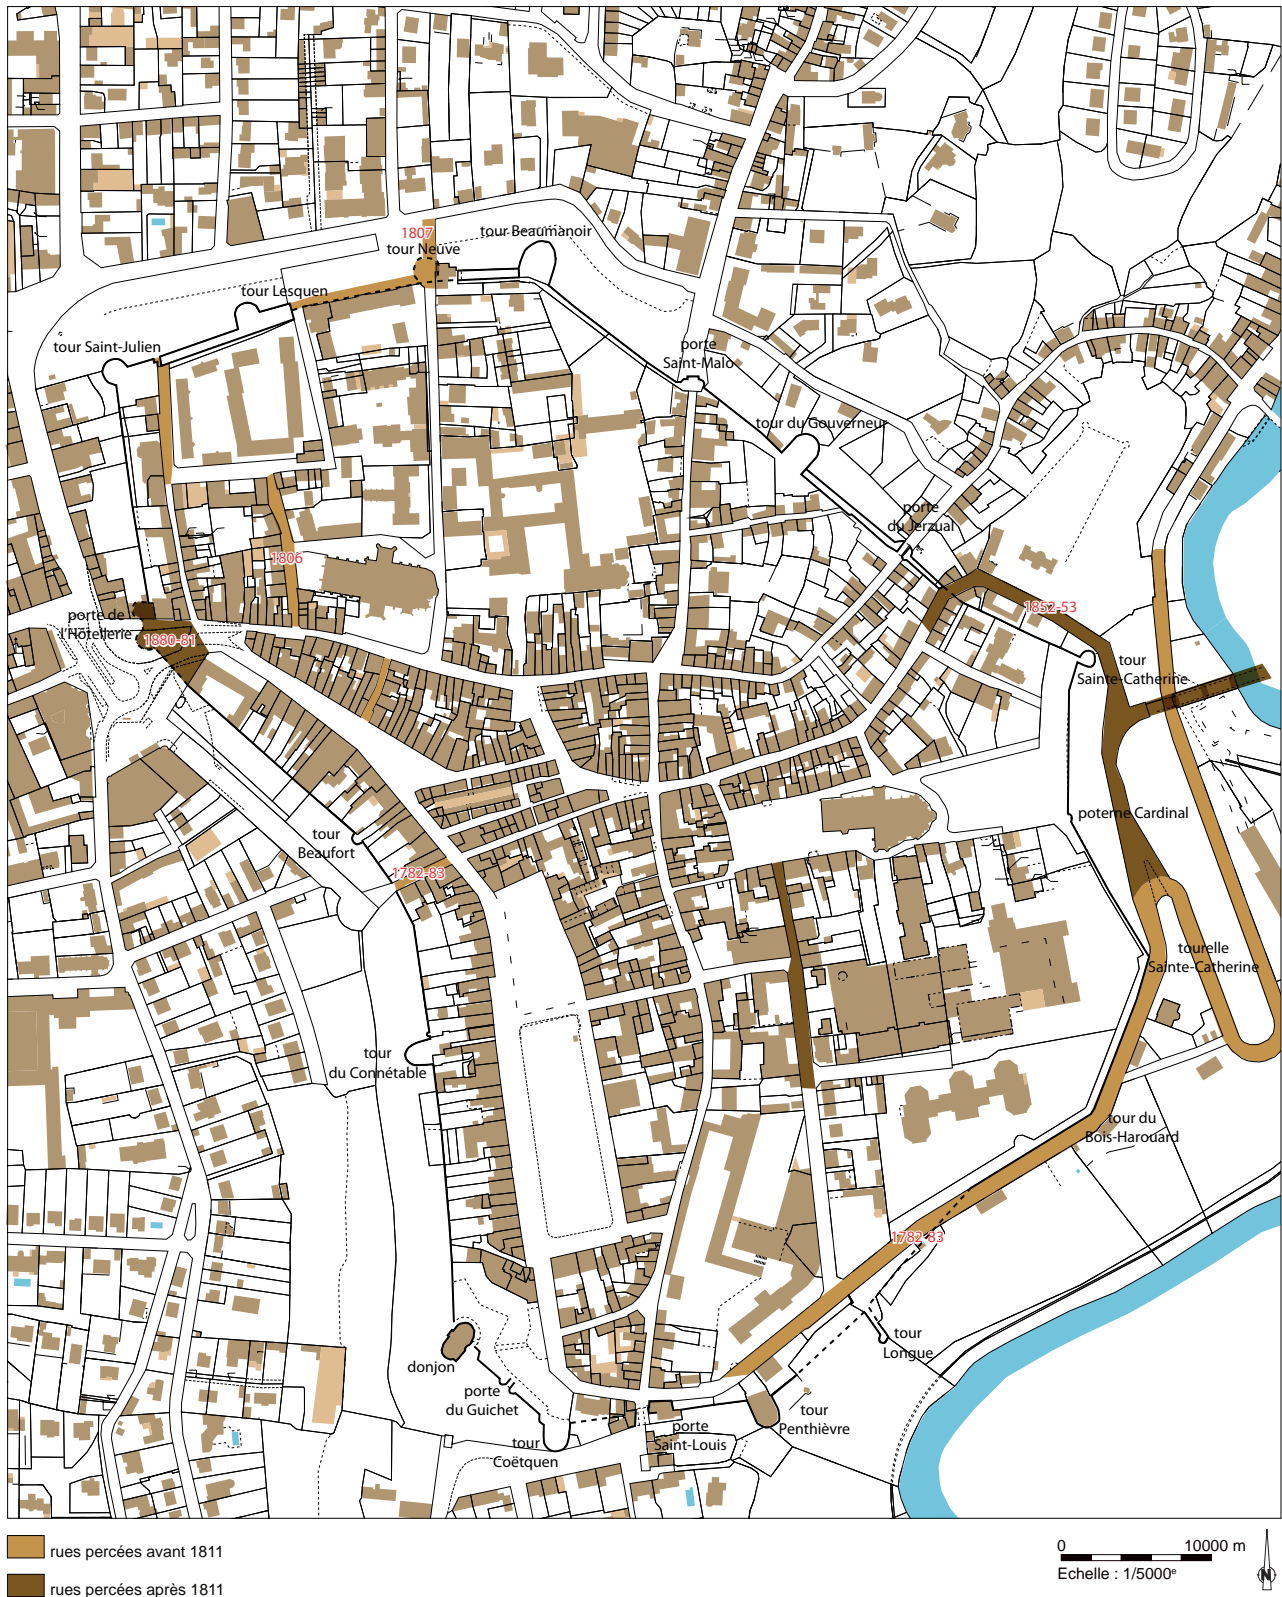 1807
tour Neuve
tour Beaumanoir
tour Lesquen
tour Saint-Julien
porte
Saint-Malo
tour du Gouverneur
porte
du Jerzual
1806
1852-53
porte de
l'Hôtellerie
1880-81
tour
Sainte-Catherine
poterne Cardinal
tour
Beaufort
1782-83
tourelle
Sainte-Catherine
tour
du Connétable
tour du
Bois-Harouard
1782-83
tour
Longue
donjon
porte
du Guichet
tour
Penthièvre
porte
Saint-Louis
tour
Coëtquen
rues percées avant 1811
rues percées après 1811
0 10000 m
Echelle : 1/5000e
N